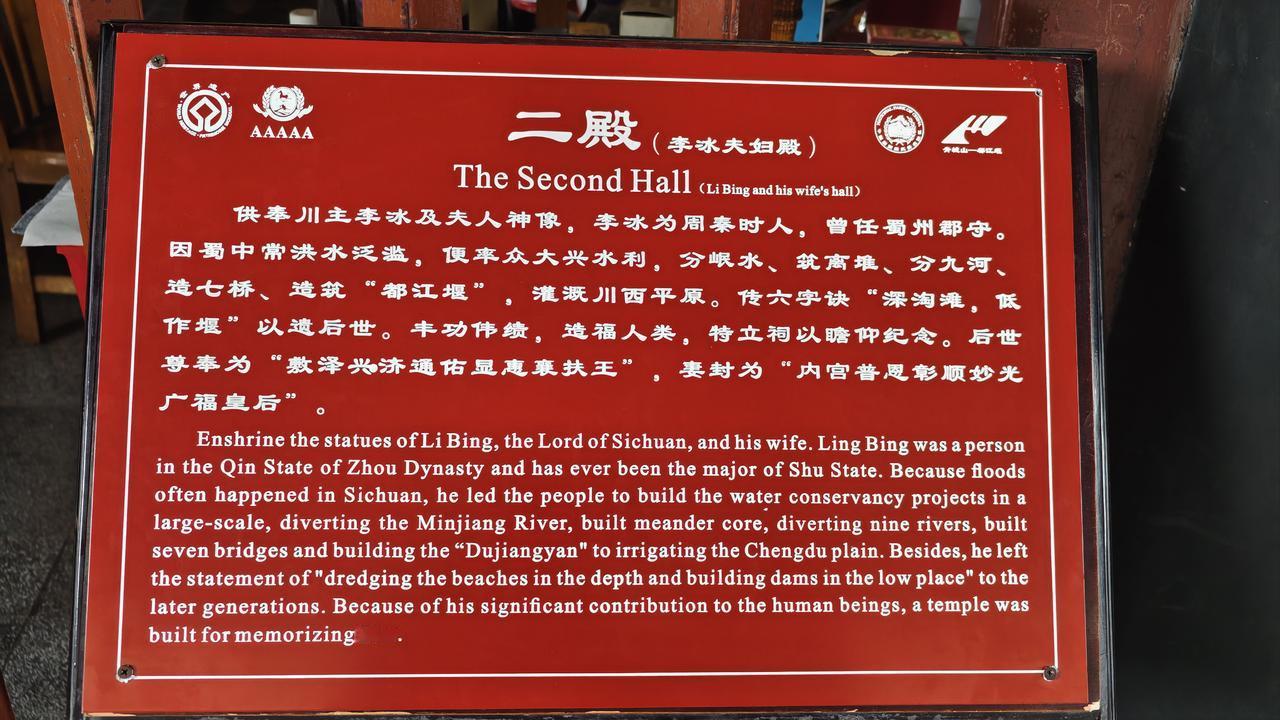 AAAAA
青城山—都江堰
二殿（李冰夫妇殿）
The Second Hall (Li Bing and his wife's hall)
供奉川主李冰及夫人神像，李冰为周秦时人，曾任蜀州郡守。
因蜀中常洪水泛滥，便率众大兴水利，分岷水、筑离堆、分九河、
造七桥、造筑“都江堰”，灌溉川西平原。传六字诀“深淘滩，低
作堰”以遗后世。丰功伟绩，造福人类，特立祠以瞻仰纪念。后世
尊奉为“敷泽兴济通佑显惠襄扶王”，妻封为“内宫普恩彰顺妙光
广福皇后”。
Enshrine the statues of Li Bing, the Lord of Sichuan, and his wife. Ling Bing was a person
in the Qin State of Zhou Dynasty and has ever been the major of Shu State. Because floods
often happened in Sichuan, he led the people to build the water conservancy projects in a
large-scale, diverting the Minjiang River, built meander core, diverting nine rivers, built
seven bridges and building the “Dujiangyan" to irrigating the Chengdu plain. Besides, he left
the statement of "dredging the beaches in the depth and building dams in the low place" to the
later generations. Because of his significant contribution to the human beings, a temple was
built for memorizing .